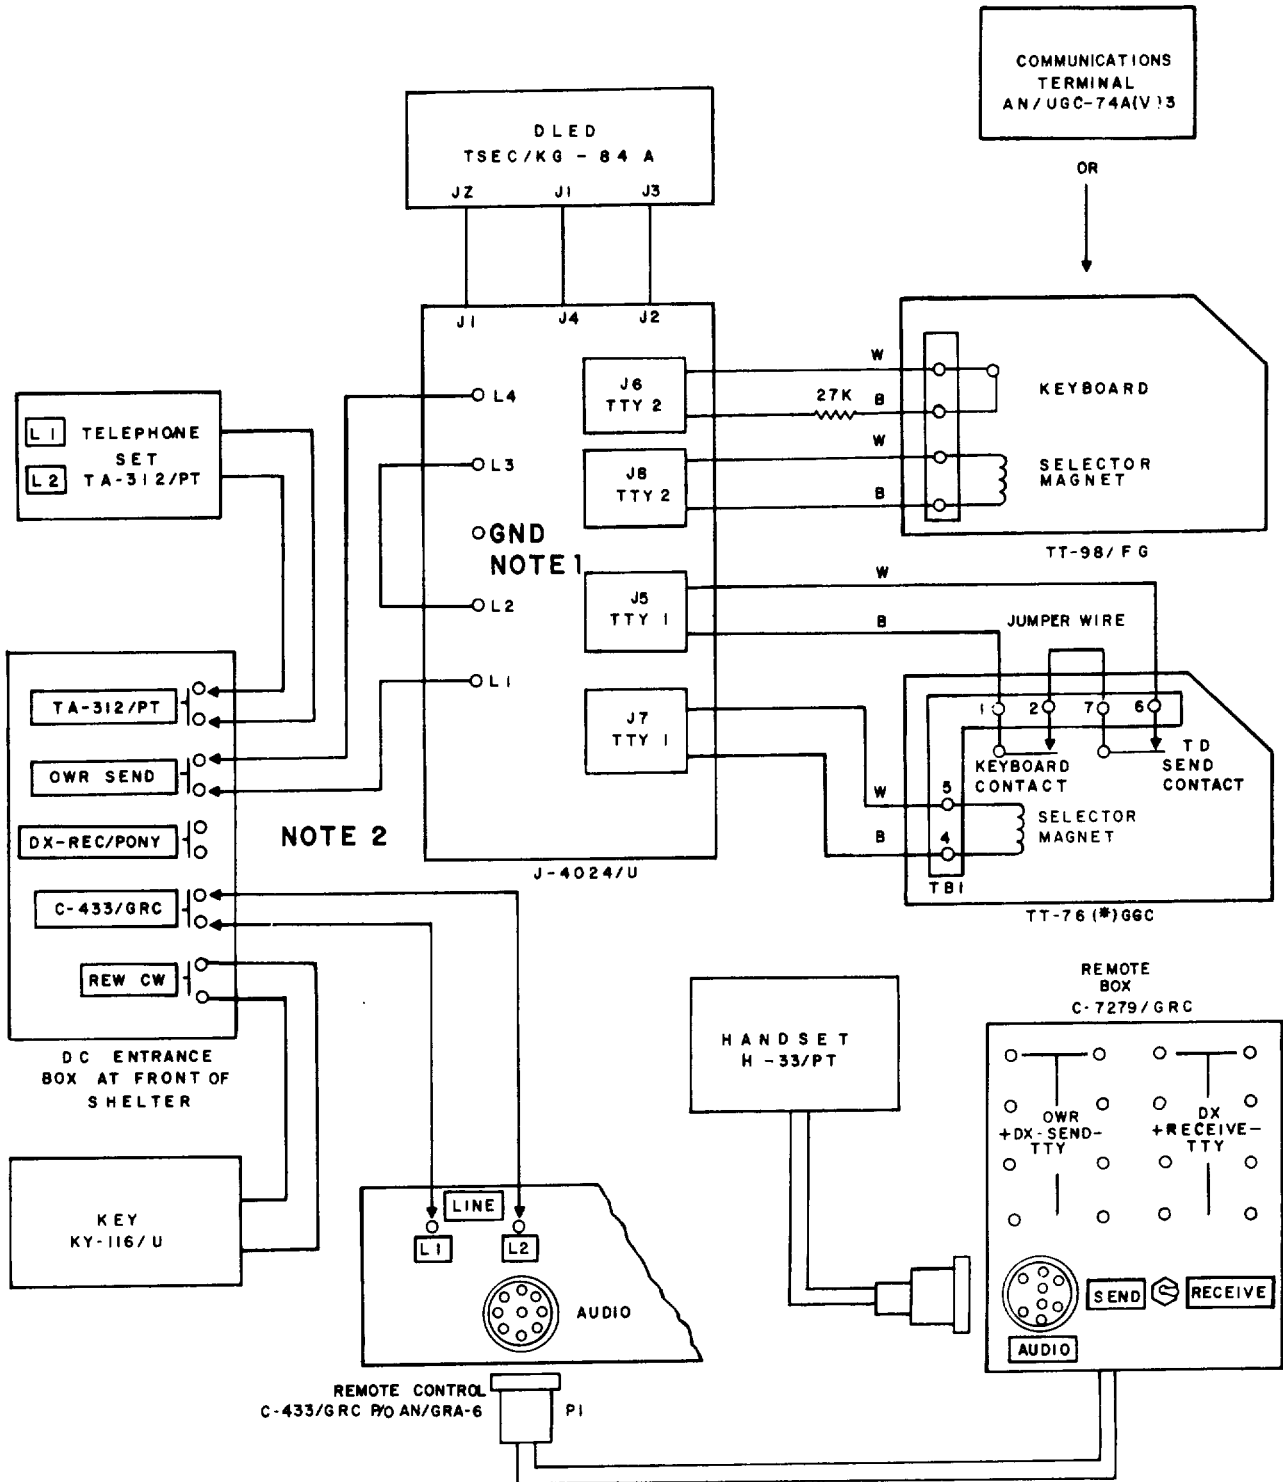 COMMUNICATIONS
TERMINAL
AN/UGC-74A(V)3
OR
DLED
TSEC/KG - 84 A
J2
J1
J3
J1
J4
J2
L4
L3
GND
NOTE 1
L2
L1
J6
TTY 2
J8
TTY 2
J5
TTY 1
J7
TTY 1
J-4024/U
W
27K
B
W
B
KEYBOARD
SELECTOR
MAGNET
TT-98/FG
W
B
JUMPER WIRE
1
2
7
6
KEYBOARD
CONTACT
TD
SEND
CONTACT
W
5
B
4
SELECTOR
MAGNET
TB1
TT-76(*)GGC
L1 TELEPHONE
SET
L2 TA-312/PT
TA-312/PT
OWR SEND
DX-REC/PONY
C-433/GRC
REW CW
DC ENTRANCE
BOX AT FRONT OF
SHELTER
NOTE 2
KEY
KY-116/U
LINE
L1
L2
AUDIO
REMOTE CONTROL
C-433/GRC P/O AN/GRA-6
P1
HANDSET
H-33/PT
REMOTE
BOX
C-7279/GRC
OWR
+DX-SEND-
TTY
DX
+RECEIVE-
TTY
SEND
RECEIVE
AUDIO